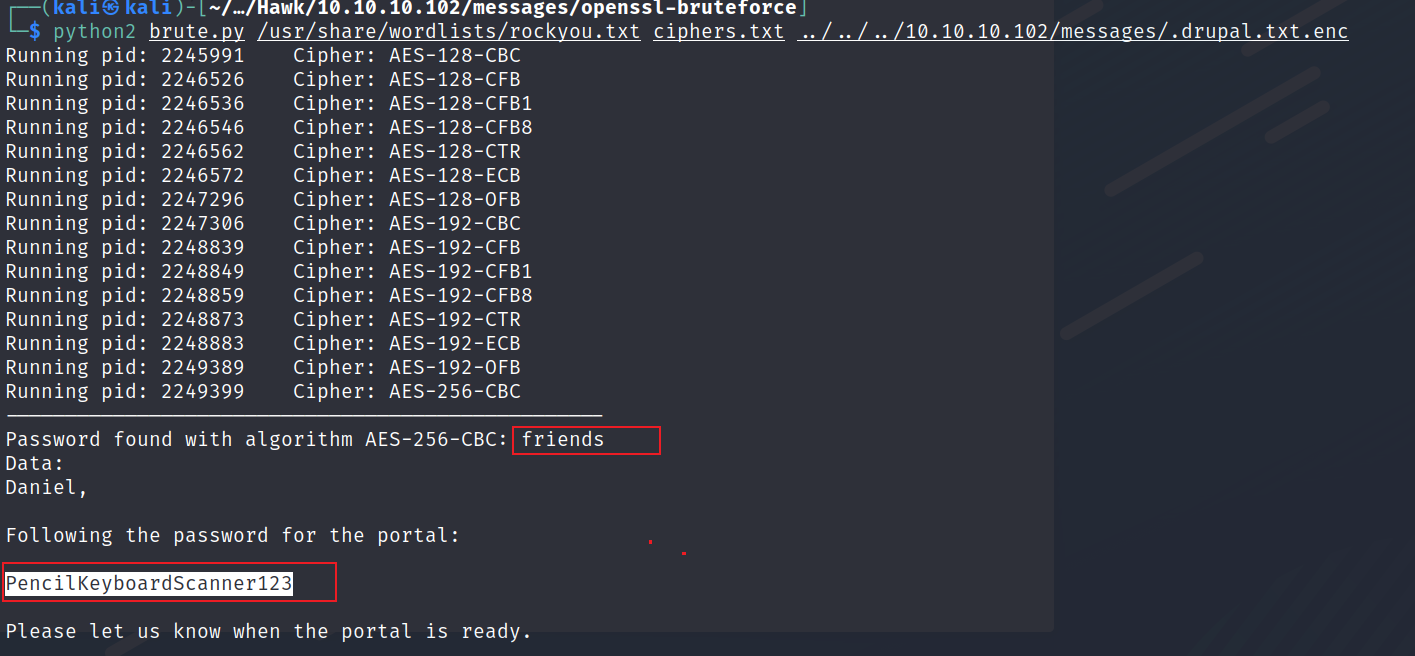 ┌──(kali㉿kali)-[~/…/Hawk/10.10.10.102/messages/openssl-bruteforce]
└─$ python2 brute.py /usr/share/wordlists/rockyou.txt ciphers.txt ../../../10.10.10.102/messages/.drupal.txt.enc
Running pid: 2245991    Cipher: AES-128-CBC
Running pid: 2246526    Cipher: AES-128-CFB
Running pid: 2246536    Cipher: AES-128-CFB1
Running pid: 2246546    Cipher: AES-128-CFB8
Running pid: 2246562    Cipher: AES-128-CTR
Running pid: 2246572    Cipher: AES-128-ECB
Running pid: 2247296    Cipher: AES-128-OFB
Running pid: 2247306    Cipher: AES-192-CBC
Running pid: 2248839    Cipher: AES-192-CFB
Running pid: 2248849    Cipher: AES-192-CFB1
Running pid: 2248859    Cipher: AES-192-CFB8
Running pid: 2248873    Cipher: AES-192-CTR
Running pid: 2248883    Cipher: AES-192-ECB
Running pid: 2249389    Cipher: AES-192-OFB
Running pid: 2249399    Cipher: AES-256-CBC
Password found with algorithm AES-256-CBC: friends
Data:
Daniel,
Following the password for the portal:
PencilKeyboardScanner123
Please let us know when the portal is ready.